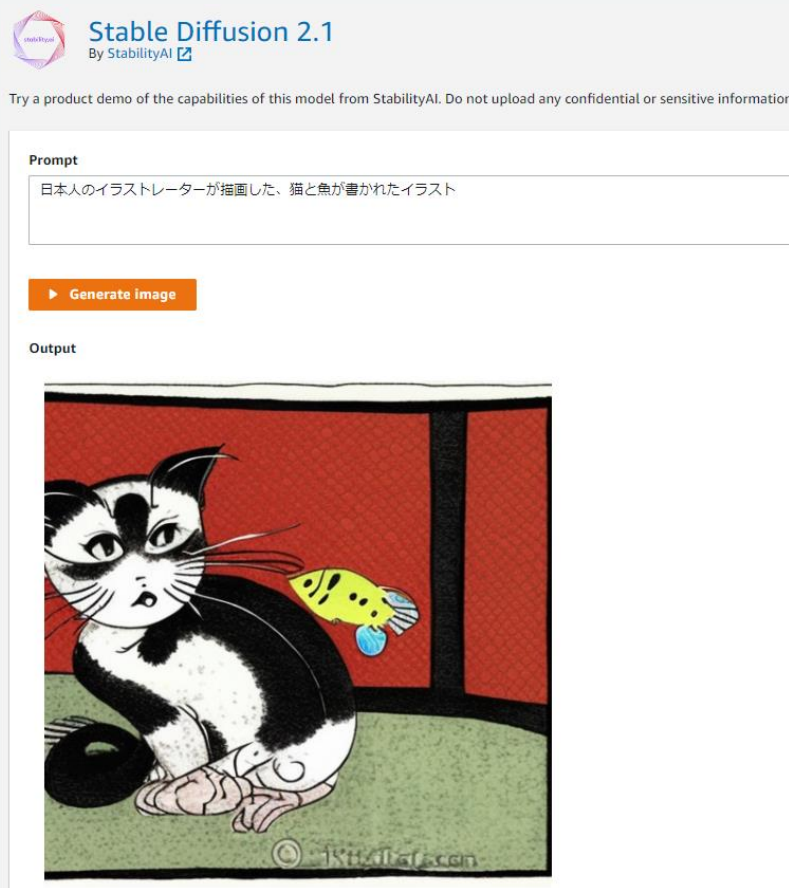 stability.ai
Stable Diffusion 2.1
By StabilityAI
Try a product demo of the capabilities of this model from StabilityAI. Do not upload any confidential or sensitive information
Prompt
日本人のイラストレーターが描画した、猫と魚が書かれたイラスト
Generate image
Output
©